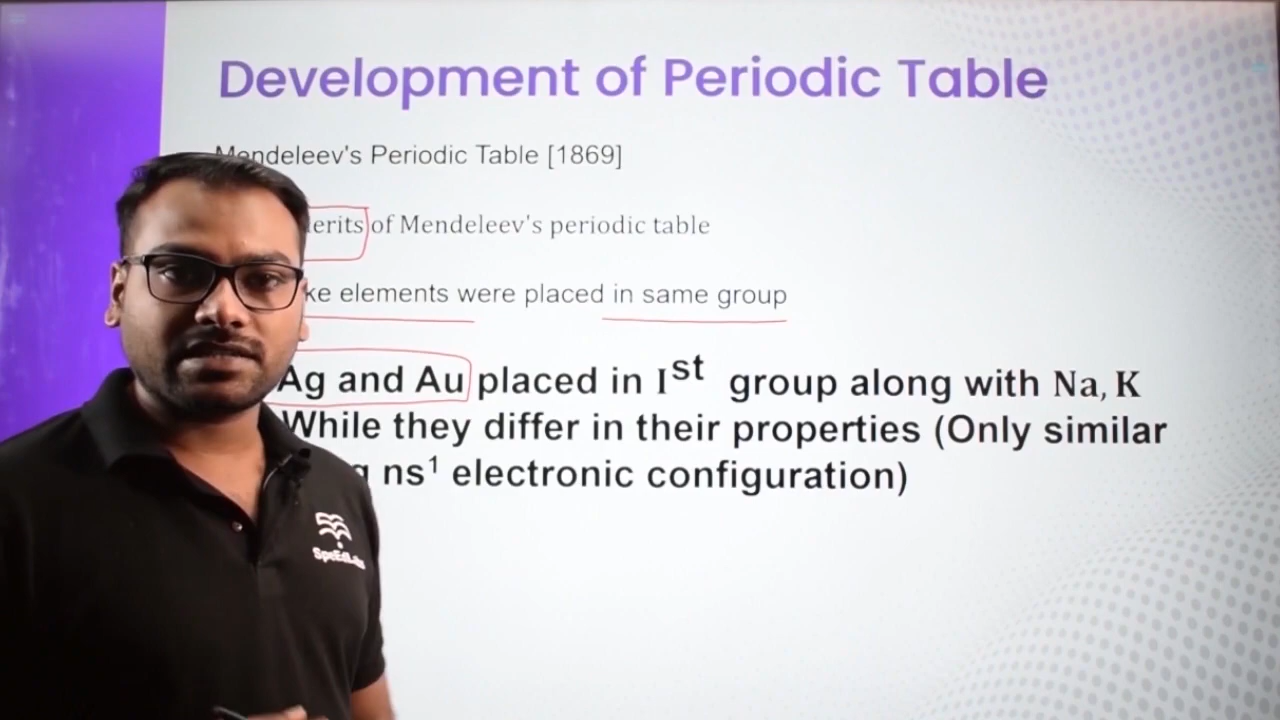 Development of Periodic Table
Mendeleev's Periodic Table [1869]
of Mendeleev's periodic table
elements were placed in same group
Ag and Au placed in Iˢᵗ group along with Na, K
While they differ in their properties (Only similar
ns¹ electronic configuration)
SpeEdLabs